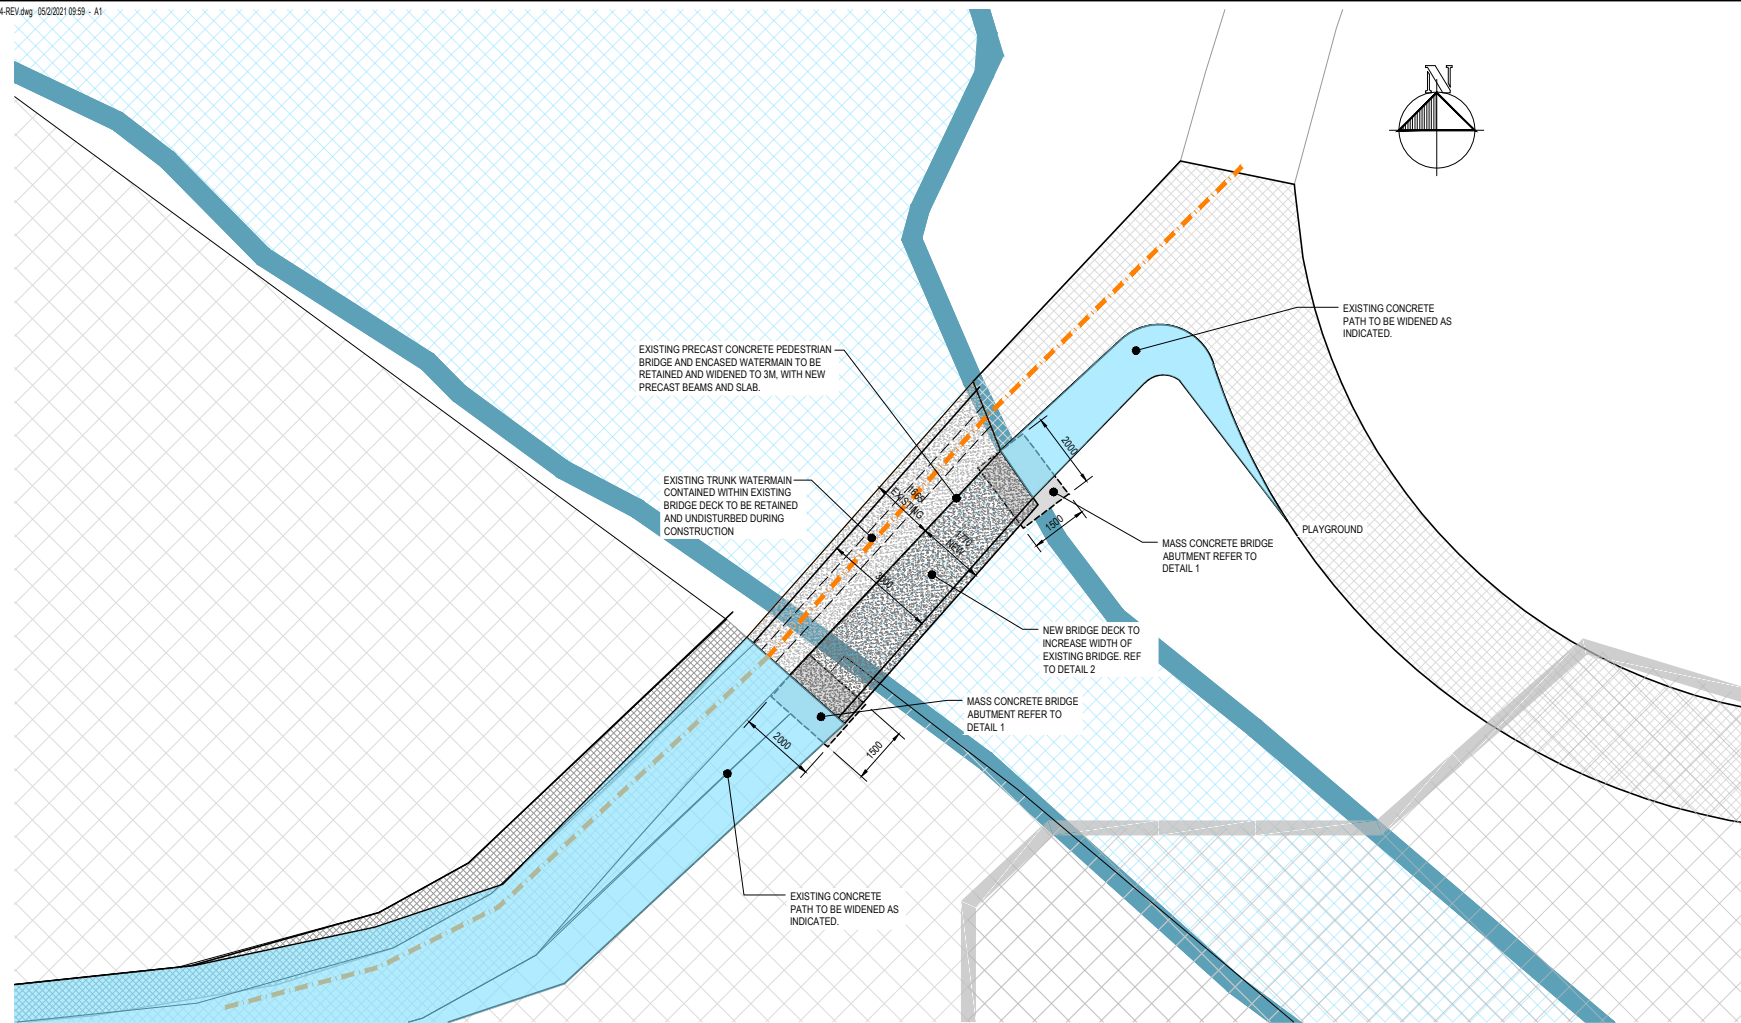 4-REV.dwg 05/2/2021 09:59 - A1
N
EXISTING CONCRETE
PATH TO BE WIDENED AS
INDICATED.
EXISTING PRECAST CONCRETE PEDESTRIAN
BRIDGE AND ENCASED WATERMAIN TO BE
RETAINED AND WIDENED TO 3M, WITH NEW
PRECAST BEAMS AND SLAB.
2000
EXISTING TRUNK WATERMAIN
CONTAINED WITHIN EXISTING
BRIDGE DECK TO BE RETAINED
AND UNDISTURBED DURING
CONSTRUCTION
EXISTING
1500
PLAYGROUND
1770
NEW
MASS CONCRETE BRIDGE
ABUTMENT REFER TO
DETAIL 1
3000
NEW BRIDGE DECK TO
INCREASE WIDTH OF
EXISTING BRIDGE. REF
TO DETAIL 2
MASS CONCRETE BRIDGE
ABUTMENT REFER TO
DETAIL 1
2000
1500
EXISTING CONCRETE
PATH TO BE WIDENED AS
INDICATED.